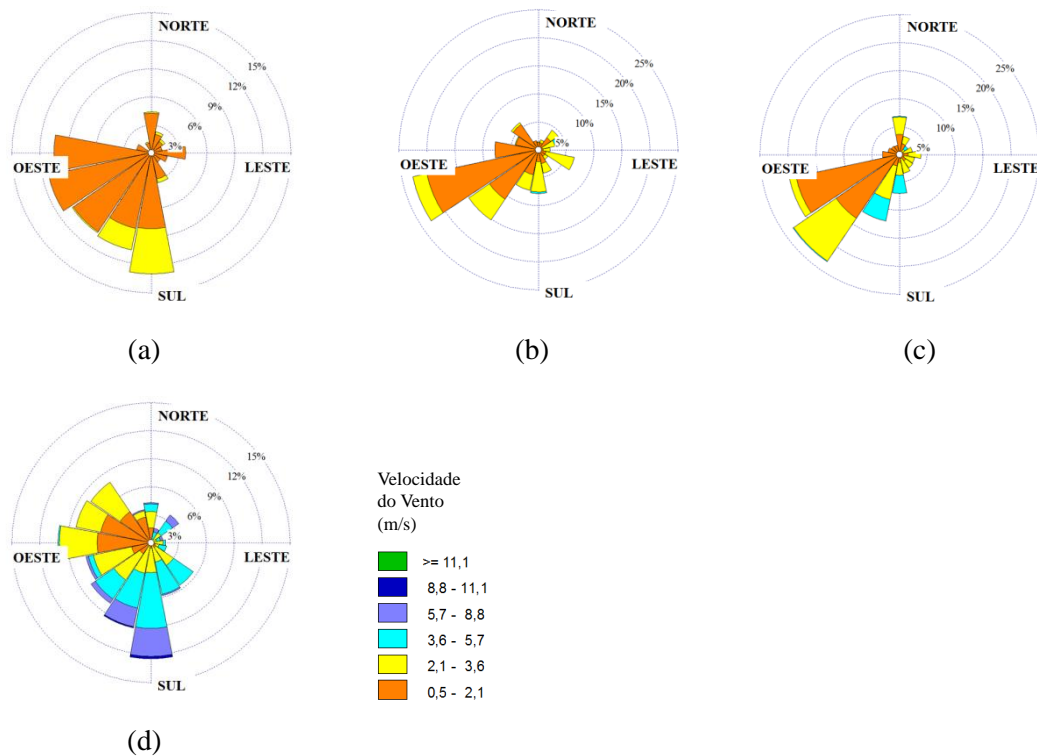 NORTE
15%
12%
9%
6%
3%
OESTE
LESTE
SUL
(a)
NORTE
25%
20%
15%
10%
15%
OESTE
LESTE
SUL
(b)
NORTE
25%
20%
15%
10%
5%
OESTE
LESTE
SUL
(c)
NORTE
15%
12%
9%
6%
3%
OESTE
LESTE
SUL
(d)
Velocidade
do Vento
(m/s)
>= 11,1
8,8 - 11,1
5,7 - 8,8
3,6 - 5,7
2,1 - 3,6
0,5 - 2,1